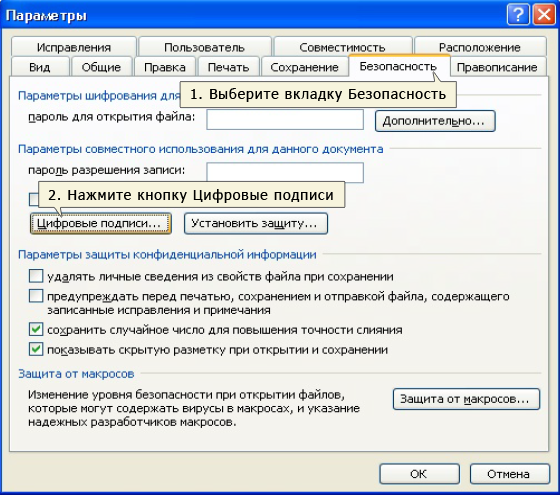 Параметры
Исправления Пользователь Совместимость Расположение
Вид Общие Правка Печать Сохранение Безопасность Правописание
1. Выберите вкладку Безопасность
Параметры шифрования для
пароль для открытия файла: Дополнительно...
Параметры совместного использования для данного документа
пароль разрешения записи:
2. Нажмите кнопку Цифровые подписи
Цифровые подписи... Установить защиту...
Параметры защиты конфиденциальной информации
удалять личные сведения из свойств файла при сохранении
предупреждать перед печатью, сохранением и отправкой файла, содержащего
записанные исправления и примечания
сохранить случайное число для повышения точности слияния
показывать скрытую разметку при открытии и сохранении
Защита от макросов
Изменение уровня безопасности при открытии файлов,
которые могут содержать вирусы в макросах, и указание
надежных разработчиков макросов.
Защита от макросов...
ОК Отмена